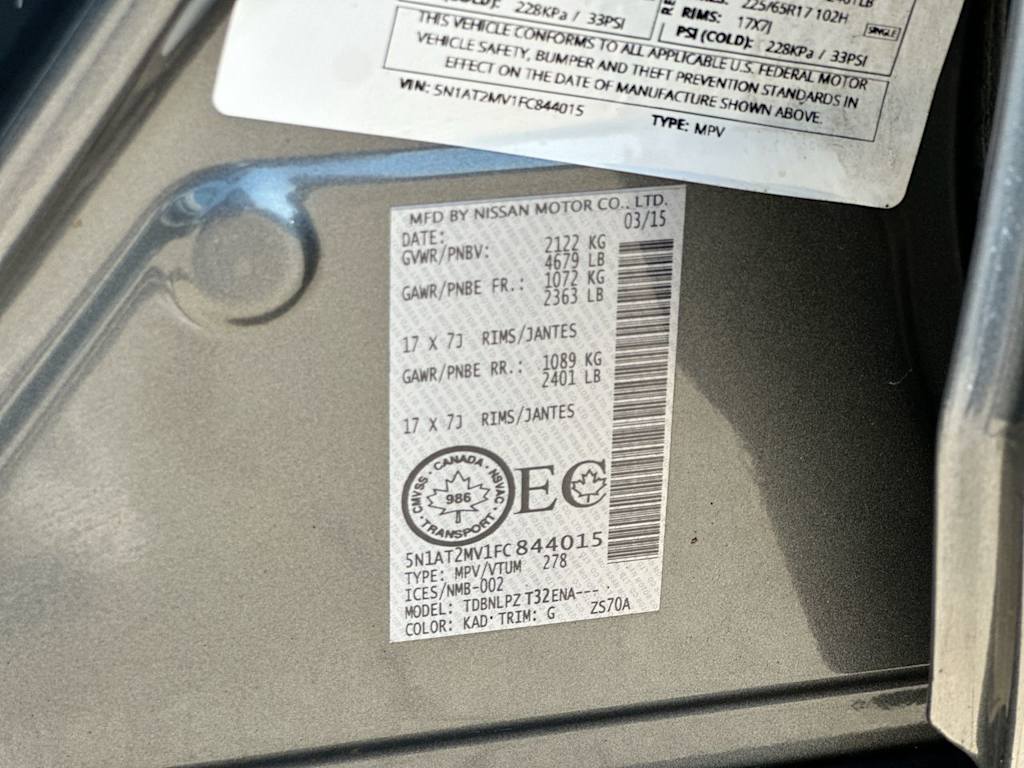 228KPa / 33PSI
225/65R17 102H
RIMS: 17X7J
SINGLE
PSI (COLD): 228KPa / 33PSI
THIS VEHICLE CONFORMS TO ALL APPLICABLE U.S. FEDERAL MOTOR
VEHICLE SAFETY, BUMPER AND THEFT PREVENTION STANDARDS IN
EFFECT ON THE DATE OF MANUFACTURE SHOWN ABOVE.
VIN: 5N1AT2MV1FC844015
TYPE: MPV
MFD BY NISSAN MOTOR CO., LTD.
DATE: 03/15
GVWR/PNBV: 2122 KG
4679 LB
GAWR/PNBE FR.: 1072 KG
2363 LB
17 X 7J RIMS/JANTES
GAWR/PNBE RR.: 1089 KG
2401 LB
17 X 7J RIMS/JANTES
CMVSS · CANADA · NSVAC · TRANSPORT ·
986
EC
5N1AT2MV1FC844015
TYPE: MPV/VTUM 278
ICES/NMB-002
MODEL: TDBNLPZ T32ENA---
COLOR: KAD TRIM: G ZS70A